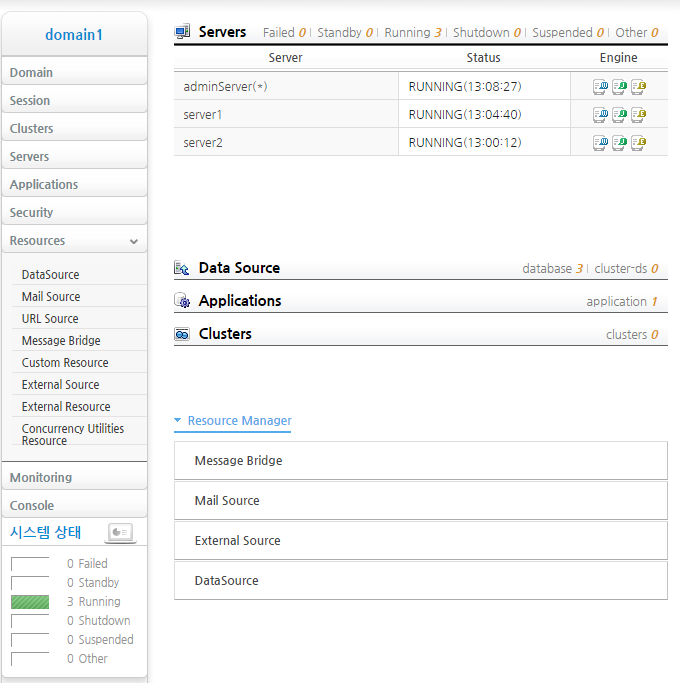 domain1
Domain
Session
Clusters
Servers
Applications
Security
Resources
DataSource
Mail Source
URL Source
Message Bridge
Custom Resource
External Source
External Resource
Concurrency Utilities
Resource
Monitoring
Console
시스템 상태
0 Failed
0 Standby
3 Running
0 Shutdown
0 Suspended
0 Other
Servers Failed 0 | Standby 0 | Running 3 | Shutdown 0 | Suspended 0 | Other 0
Server Status Engine
adminServer(*) RUNNING(13:08:27)
server1 RUNNING(13:04:40)
server2 RUNNING(13:00:12)
Data Source database 3 | cluster-ds 0
Applications application 1
Clusters clusters 0
Resource Manager
Message Bridge
Mail Source
External Source
DataSource